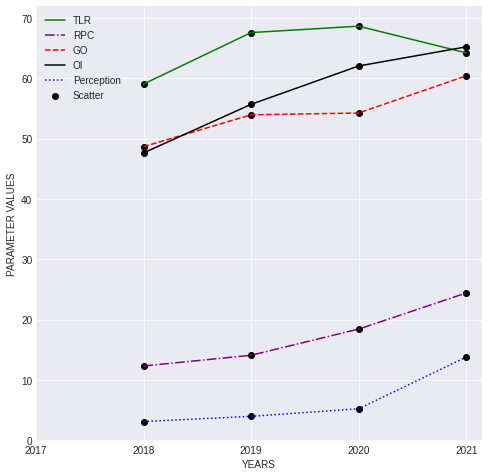 TLR
RPC
GO
OI
Perception
Scatter
PARAMETER VALUES
70
60
50
40
30
20
10
0
2017 2018 2019 2020 2021
YEARS